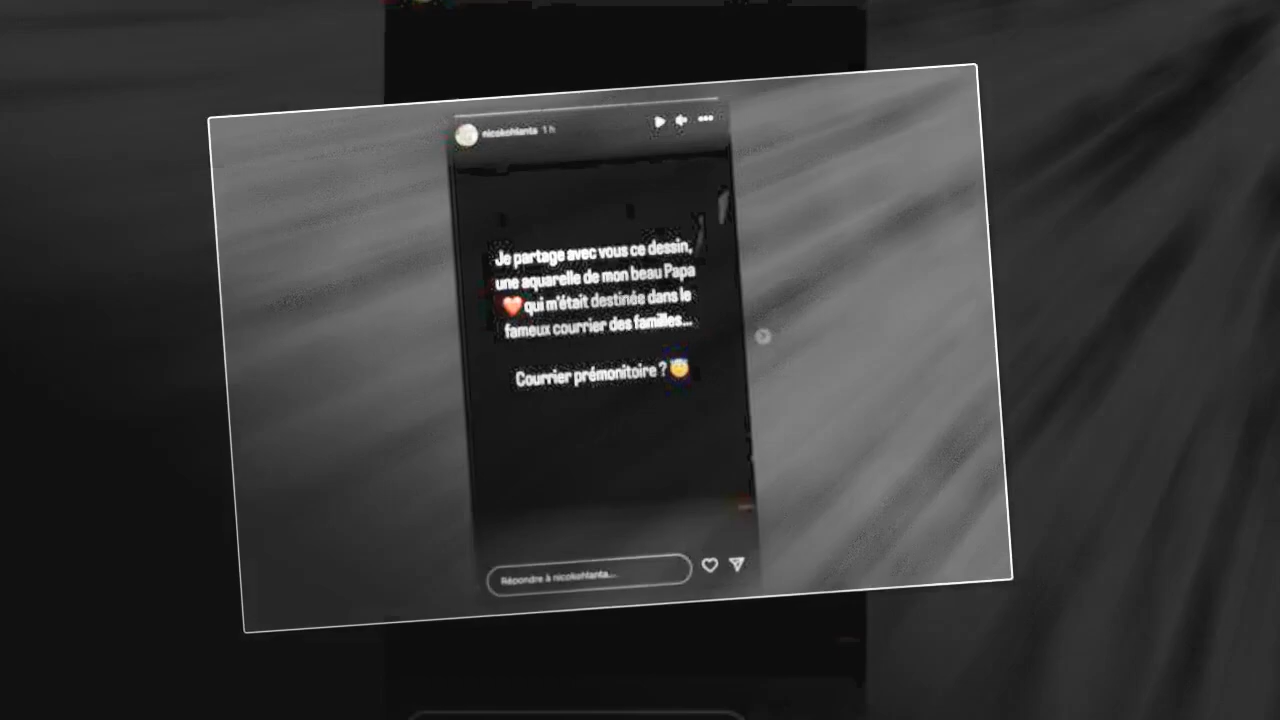 nicokohlanta 1 h
Je partage avec vous ce dessin,
une aquarelle de mon beau Papa
❤️ qui m'était destinée dans le
fameux courrier des familles...
Courrier prémonitoire ? 😇
Répondre à nicokohlanta...